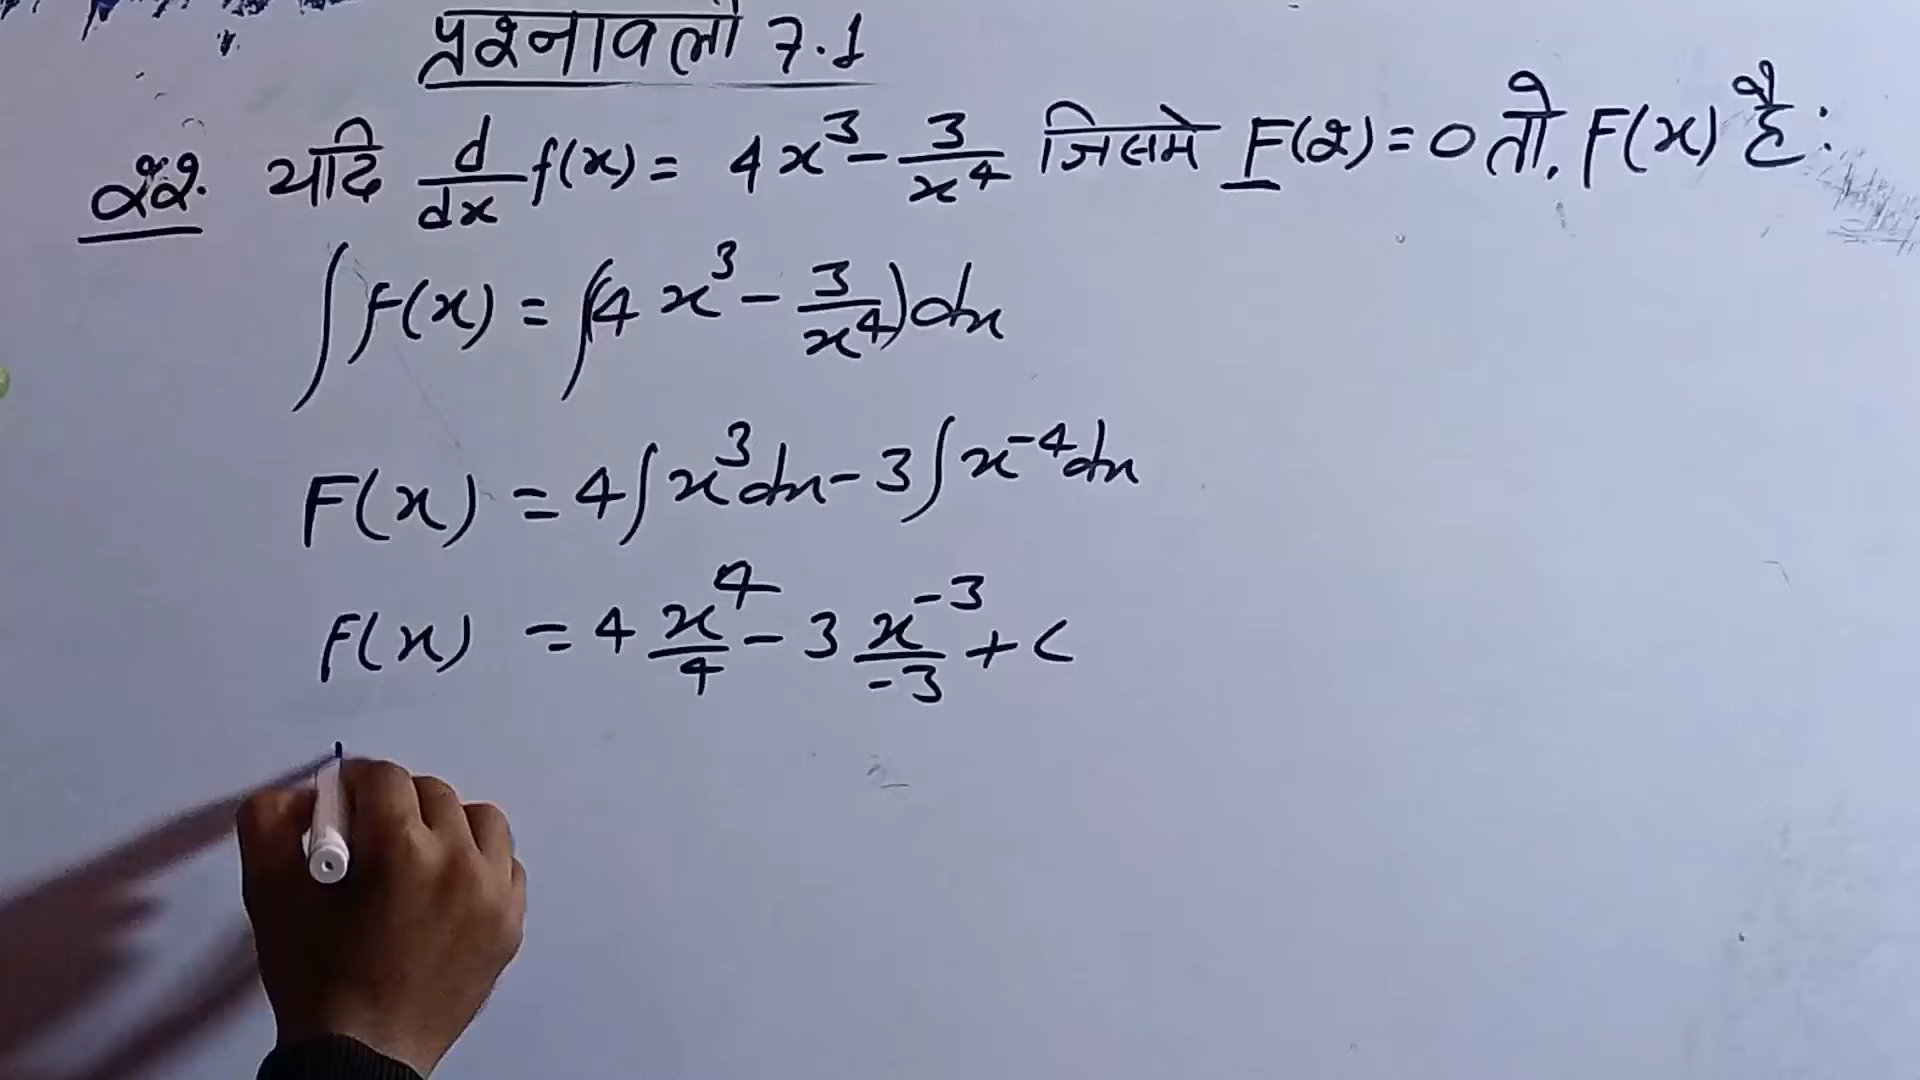 प्रश्नावली 7.1
22. यदि d/dx f(x) = 4x³ - 3/x⁴ जिसमे F(2) = 0 तो, F(x) है:
∫F(x) = ∫(4x³ - 3/x⁴)dx
F(x) = 4∫x³dx - 3∫x⁻⁴dx
F(x) = 4 x⁴/4 - 3 x⁻³/-3 + c